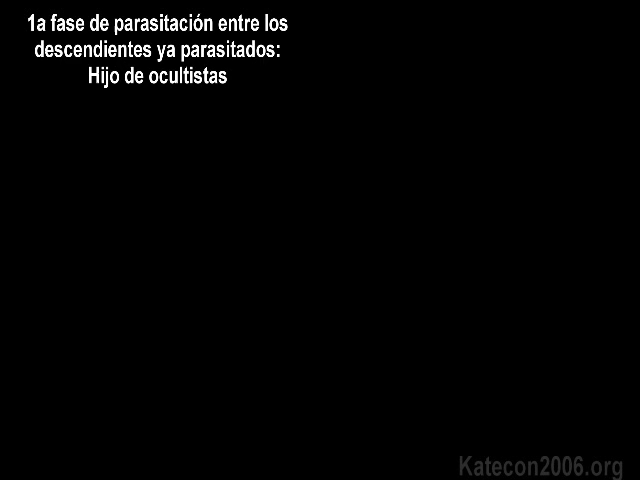 1a fase de parasitación entre los
descendientes ya parasitados:
Hijo de ocultistas
Katecon2006.org